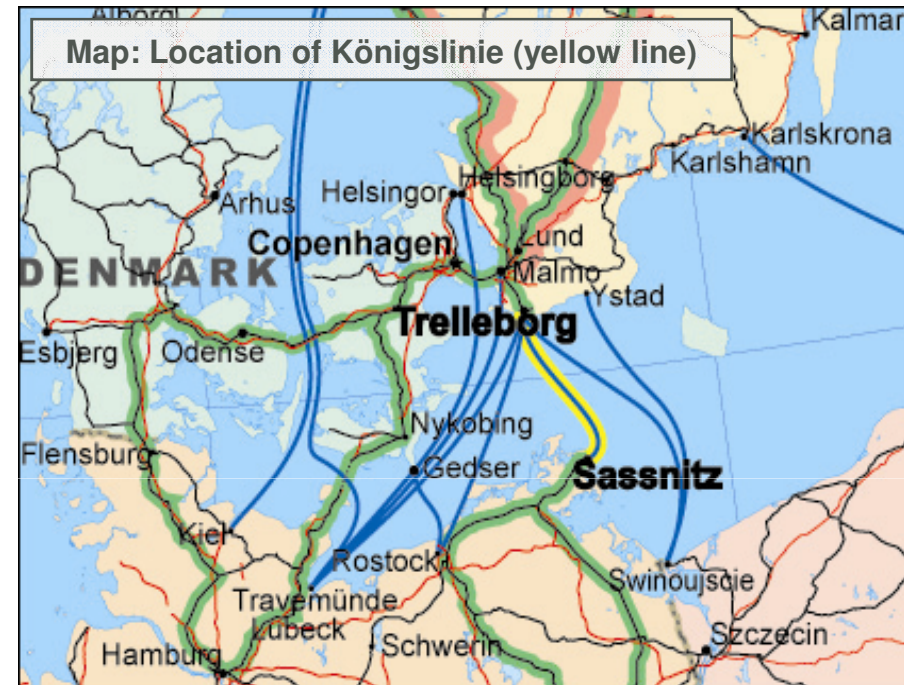 Alborg
Kalmar
Map: Location of Königslinie (yellow line)
Karlskrona
Karlshamn
Helsingor
Helsingborg
Arhus
Copenhagen
Lund
DENMARK
Malmo
Ystad
Trelleborg
Esbjerg
Odense
Nykobing
Flensburg
Gedser
Sassnitz
Kiel
Rostock
Swinoujscie
Travemünde
Lübeck
Szczecin
Schwerin
Hamburg